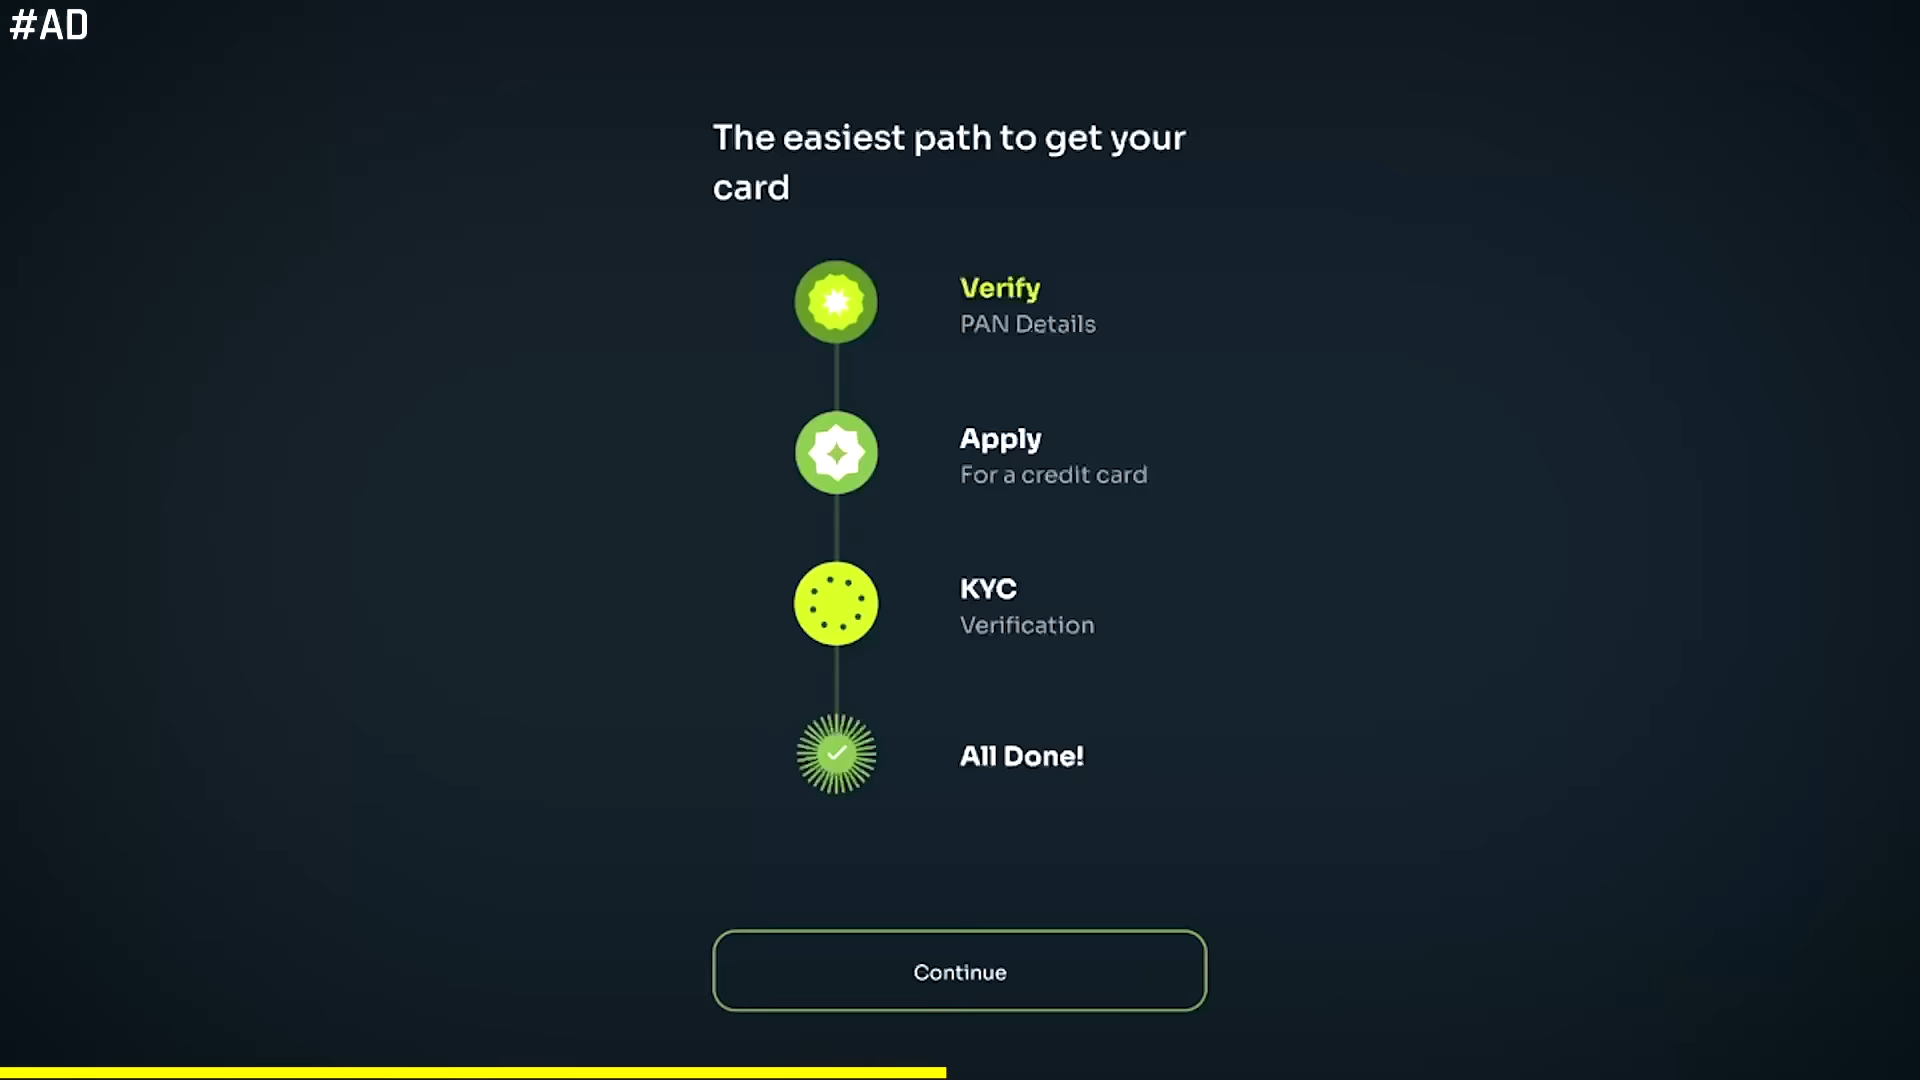 #AD
The easiest path to get your
card
Verify
PAN Details
Apply
For a credit card
KYC
Verification
All Done!
Continue